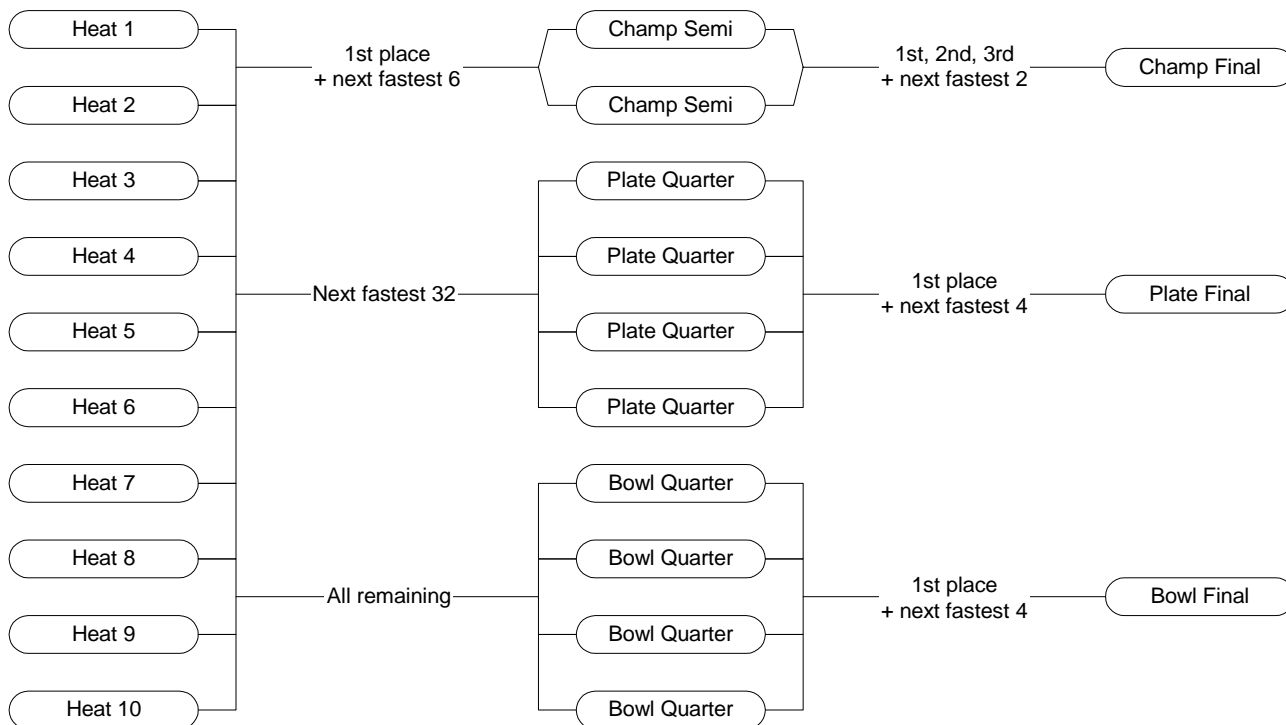 Heat 1
Heat 2
Heat 3
Heat 4
Heat 5
Heat 6
Heat 7
Heat 8
Heat 9
Heat 10
1st place
+ next fastest 6
Next fastest 32
All remaining
Champ Semi
Champ Semi
Plate Quarter
Plate Quarter
Plate Quarter
Plate Quarter
Bowl Quarter
Bowl Quarter
Bowl Quarter
Bowl Quarter
1st, 2nd, 3rd
+ next fastest 2
1st place
+ next fastest 4
1st place
+ next fastest 4
Champ Final
Plate Final
Bowl Final